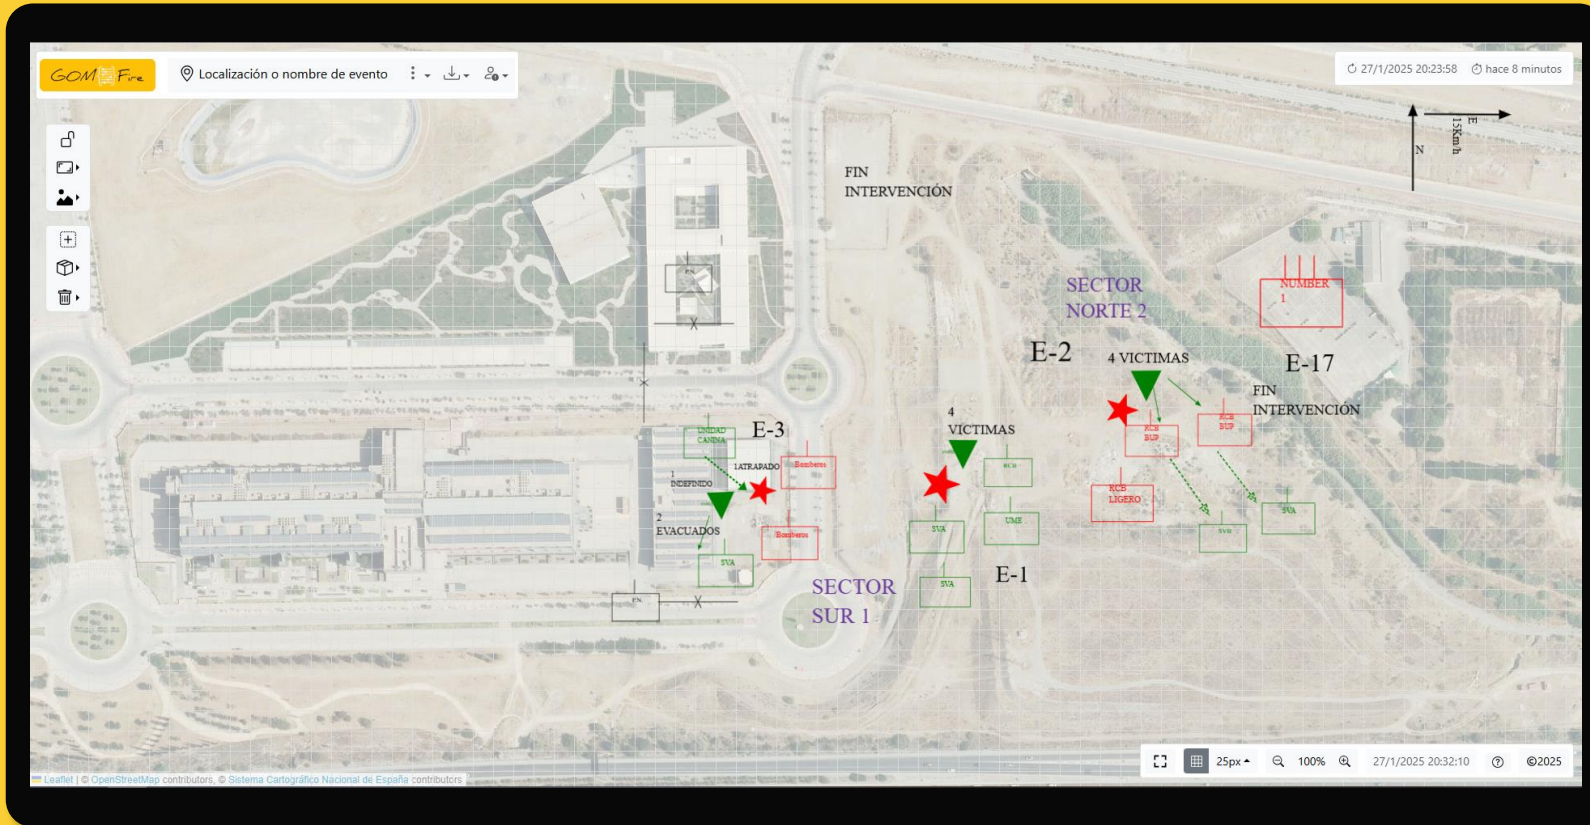 GOM Fire
Localización o nombre de evento
27/1/2025 20:23:58 hace 8 minutos
E
15Km/h
N
FIN
INTERVENCIÓN
SECTOR
NORTE 2
NUMBER
1
E-2
4 VICTIMAS
E-17
FIN
INTERVENCIÓN
RCB
BUP
RCB
BUP
RCB
LIGERO
SVA
4
VICTIMAS
UME
SVA
SVA
E-1
UNIDAD
CANINA
E-3
1ATRAPADO
Bomberos
1
INDEFINIDO
2
EVACUADOS
Bomberos
SVA
SECTOR
SUR 1
Leaflet | © OpenStreetMap contributors, © Sistema Cartográfico Nacional de España contributors
25px
100%
27/1/2025 20:32:10
©2025